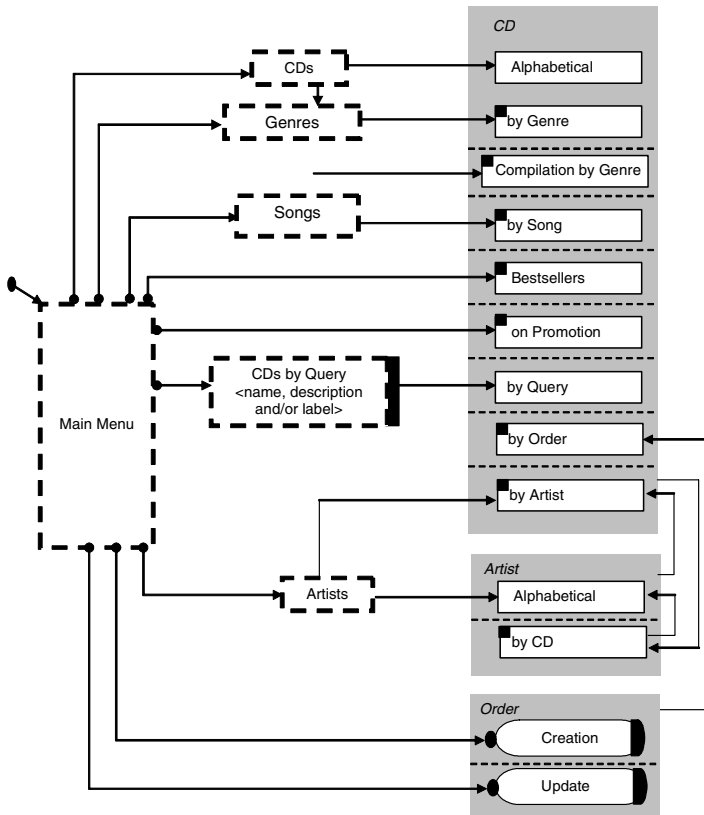 CD
CDs
Alphabetical
Genres
by Genre
Compilation by Genre
Songs
by Song
Bestsellers
on Promotion
CDs by Query
<name, description
and/or label>
by Query
Main Menu
by Order
by Artist
Artist
Artists
Alphabetical
by CD
Order
Creation
Update